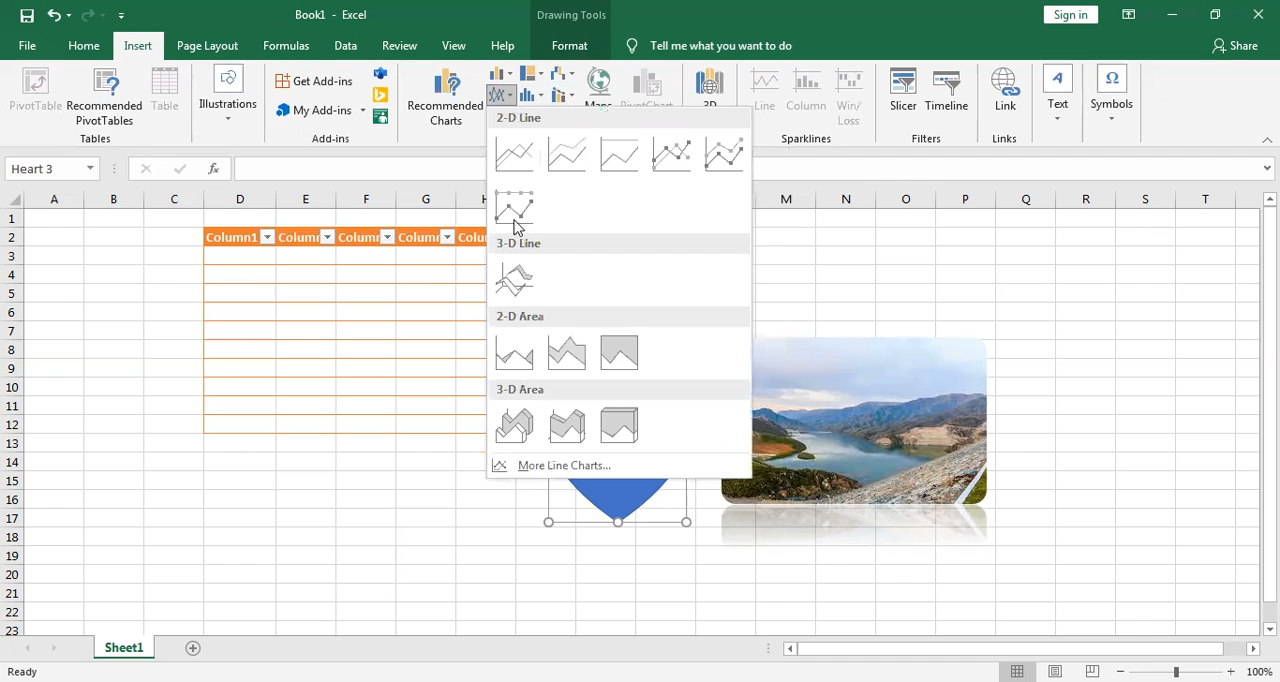 Book1 - Excel
Drawing Tools
Sign in
File Home Insert Page Layout Formulas Data Review View Help Format Tell me what you want to do Share
PivotTable Recommended PivotTables Table
Tables
Illustrations
Get Add-ins
My Add-ins
Add-ins
Recommended Charts
Maps PivotChart
3D
Line Column Win/ Loss
Sparklines
Slicer Timeline
Filters
Link
Links
Text
Symbols
Heart 3
fx
A B C D E F G H M N O P Q R S T
2-D Line
3-D Line
2-D Area
3-D Area
More Line Charts...
1
2 Column1 Column Column Column Colu
3
4
5
6
7
8
9
10
11
12
13
14
15
16
17
18
19
20
21
22
23
Sheet1
Ready
100%